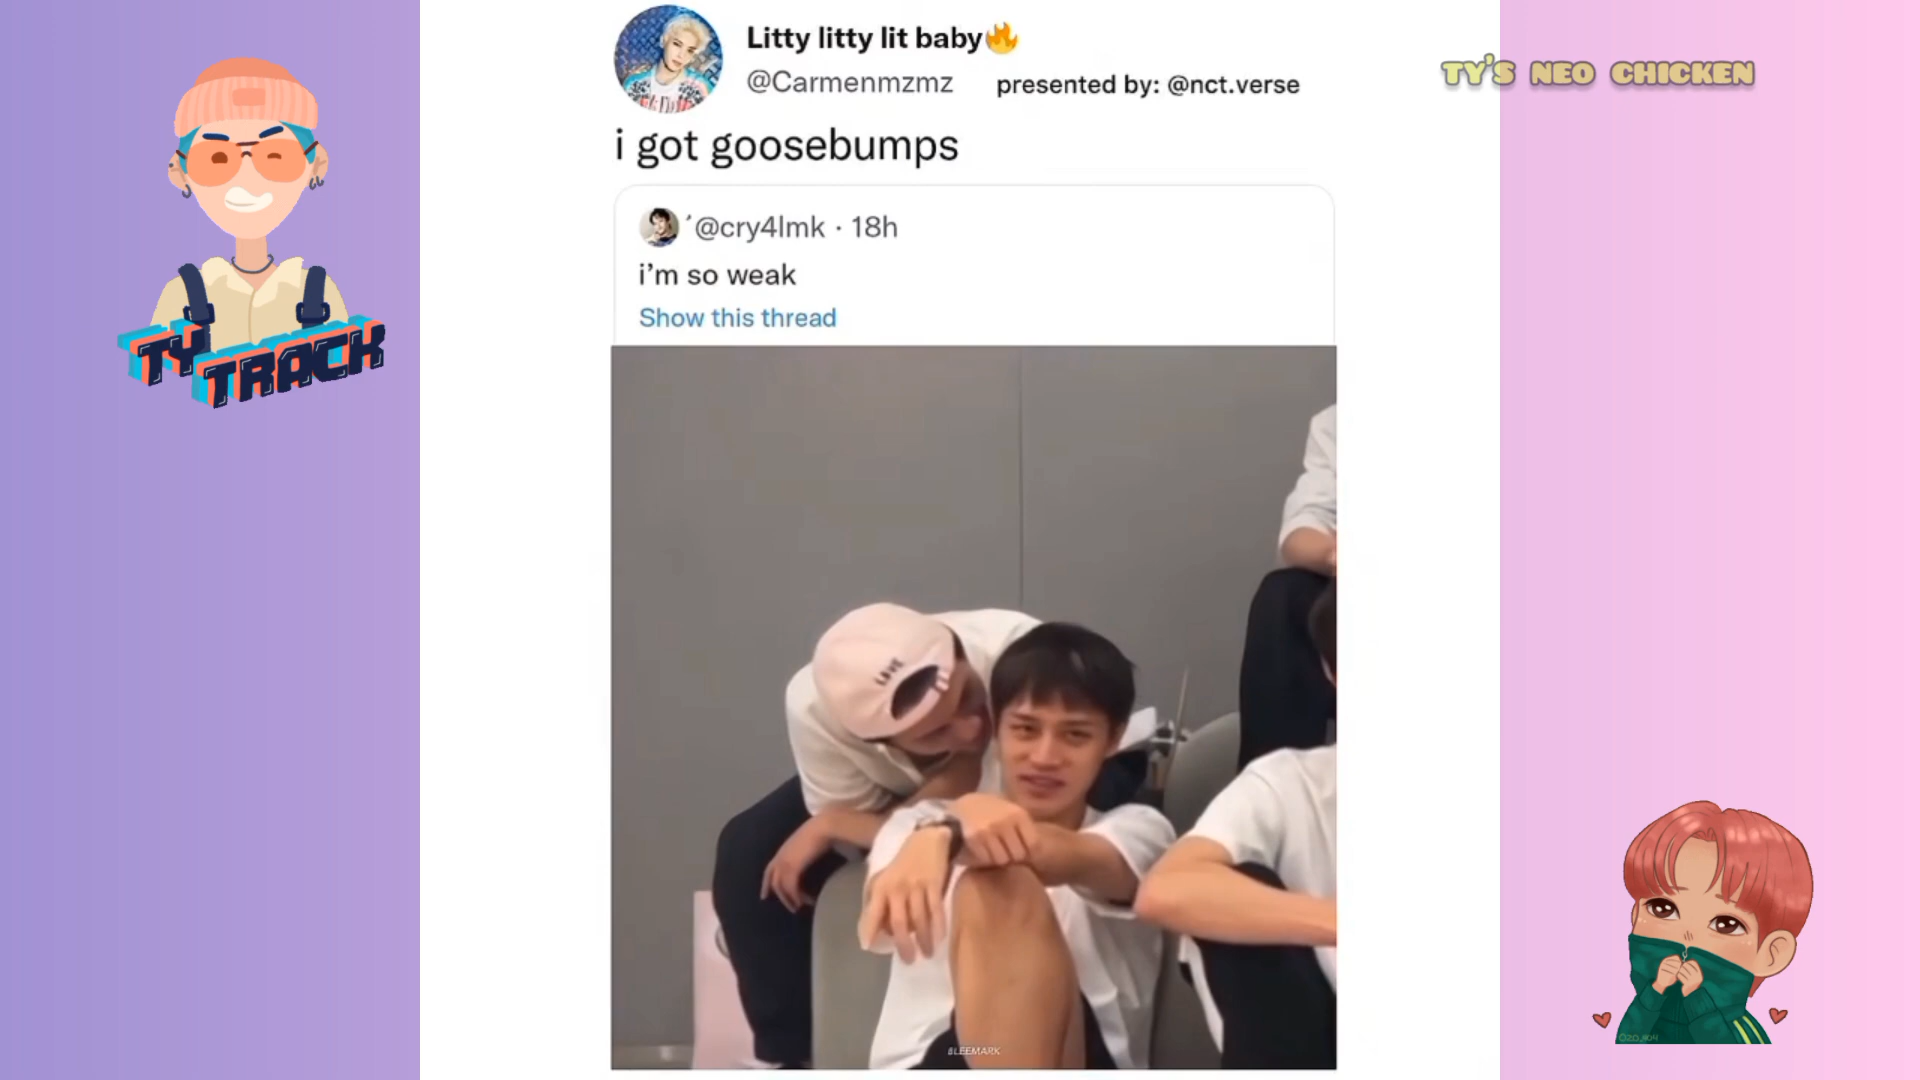 Litty litty lit baby🔥
@Carmenmzmz
presented by: @nct.verse
TY'S NEO CHICKEN
i got goosebumps
´@cry4lmk · 18h
i'm so weak
Show this thread
TY
TRACK
LOVE